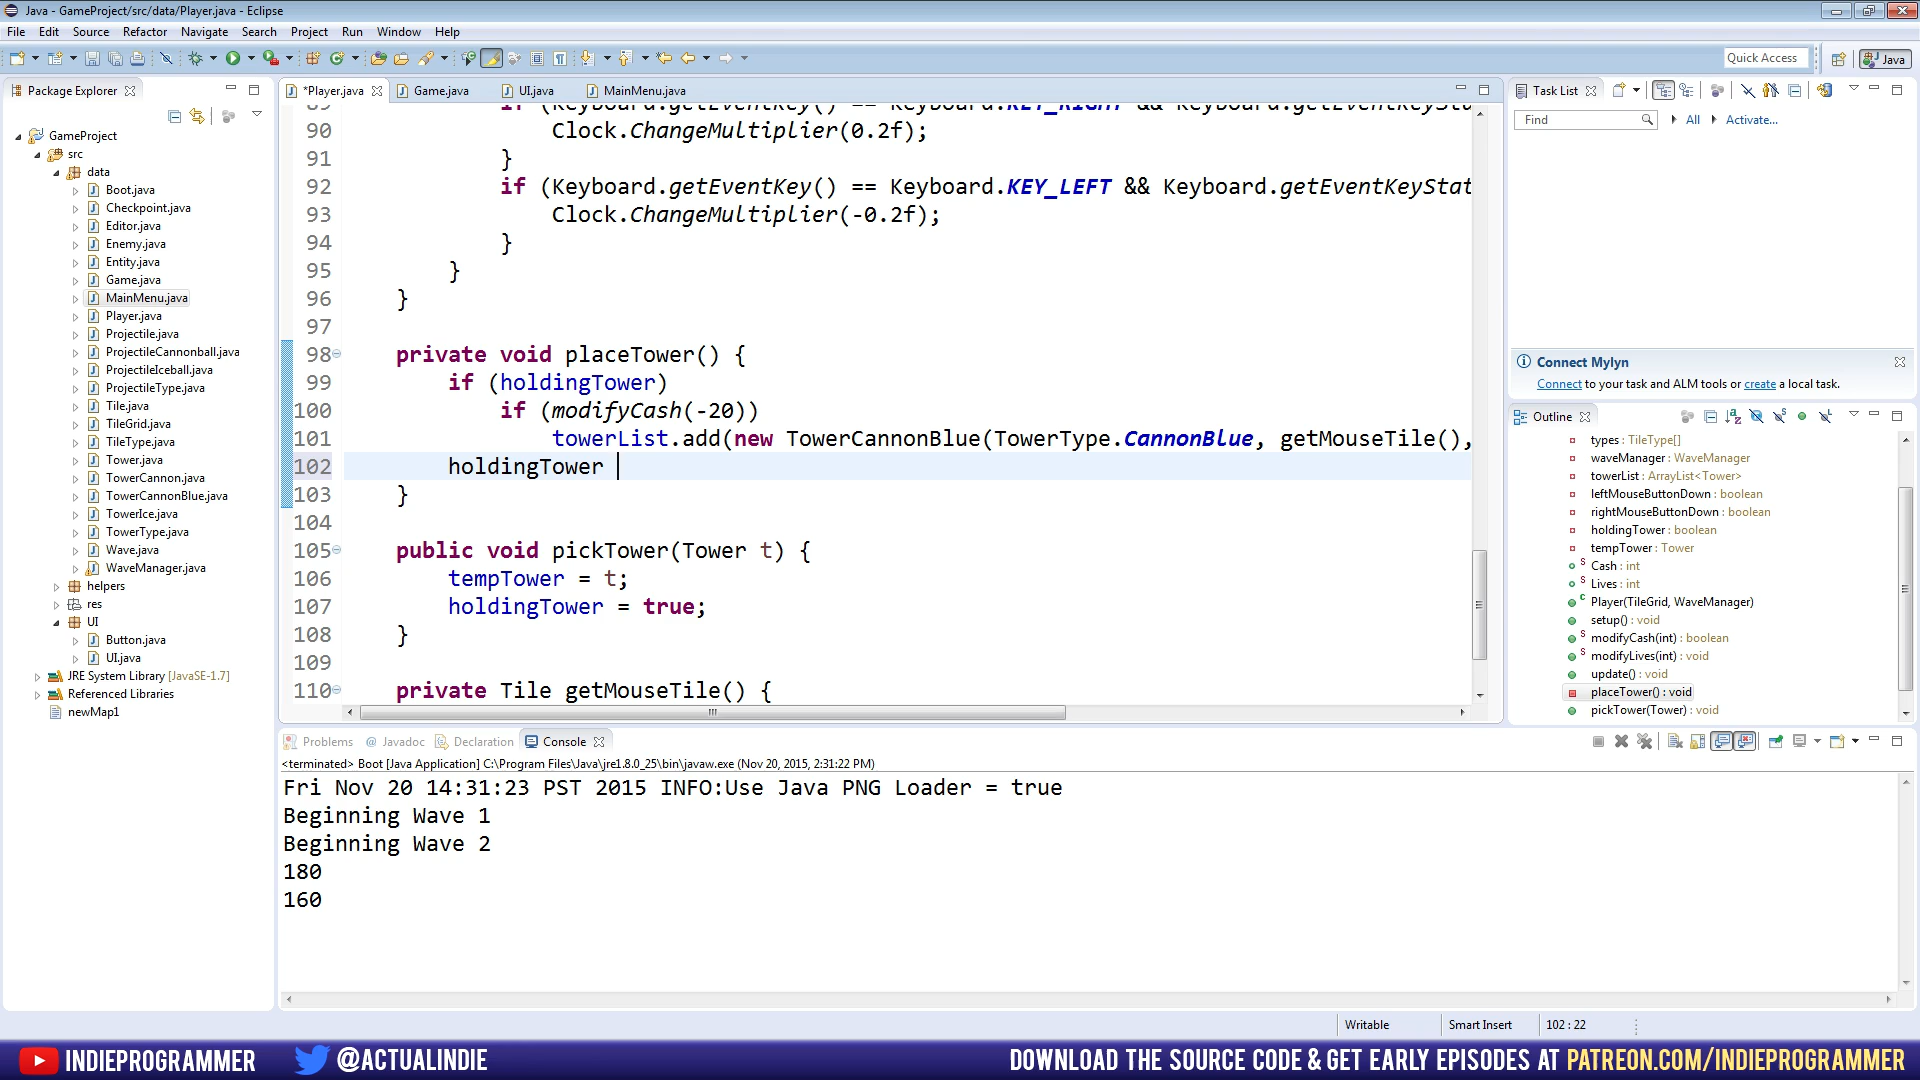 Java - GameProject/src/data/Player.java - Eclipse
File Edit Source Refactor Navigate Search Project Run Window Help
Quick Access
Java
Package Explorer
GameProject
src
data
Boot.java
Checkpoint.java
Editor.java
Enemy.java
Entity.java
Game.java
MainMenu.java
Player.java
Projectile.java
ProjectileCannonball.java
ProjectileIceball.java
ProjectileType.java
Tile.java
TileGrid.java
TileType.java
Tower.java
TowerCannon.java
TowerCannonBlue.java
TowerIce.java
TowerType.java
Wave.java
WaveManager.java
helpers
res
UI
Button.java
UI.java
JRE System Library [JavaSE-1.7]
Referenced Libraries
newMap1
*Player.java Game.java UI.java MainMenu.java
89 if (Keyboard.getEventKey() == Keyboard.KEY_RIGHT && Keyboard.getEventKeySta
90 Clock.ChangeMultiplier(0.2f);
91 }
92 if (Keyboard.getEventKey() == Keyboard.KEY_LEFT && Keyboard.getEventKeyStat
93 Clock.ChangeMultiplier(-0.2f);
94 }
95 }
96 }
97
98 private void placeTower() {
99 if (holdingTower)
100 if (modifyCash(-20))
101 towerList.add(new TowerCannonBlue(TowerType.CannonBlue, getMouseTile(),
102 holdingTower
103 }
104
105 public void pickTower(Tower t) {
106 tempTower = t;
107 holdingTower = true;
108 }
109
110 private Tile getMouseTile() {
Task List
Find All Activate...
Connect Mylyn
Connect to your task and ALM tools or create a local task.
Outline
types : TileType[]
waveManager : WaveManager
towerList : ArrayList<Tower>
leftMouseButtonDown : boolean
rightMouseButtonDown : boolean
holdingTower : boolean
tempTower : Tower
S Cash : int
S Lives : int
C Player(TileGrid, WaveManager)
setup() : void
S modifyCash(int) : boolean
S modifyLives(int) : void
update() : void
placeTower() : void
pickTower(Tower) : void
Problems @ Javadoc Declaration Console
<terminated> Boot [Java Application] C:\Program Files\Java\jre1.8.0_25\bin\javaw.exe (Nov 20, 2015, 2:31:22 PM)
Fri Nov 20 14:31:23 PST 2015 INFO:Use Java PNG Loader = true
Beginning Wave 1
Beginning Wave 2
180
160
Writable Smart Insert 102 : 22
INDIEPROGRAMMER @ACTUALINDIE DOWNLOAD THE SOURCE CODE & GET EARLY EPISODES AT PATREON.COM/INDIEPROGRAMMER